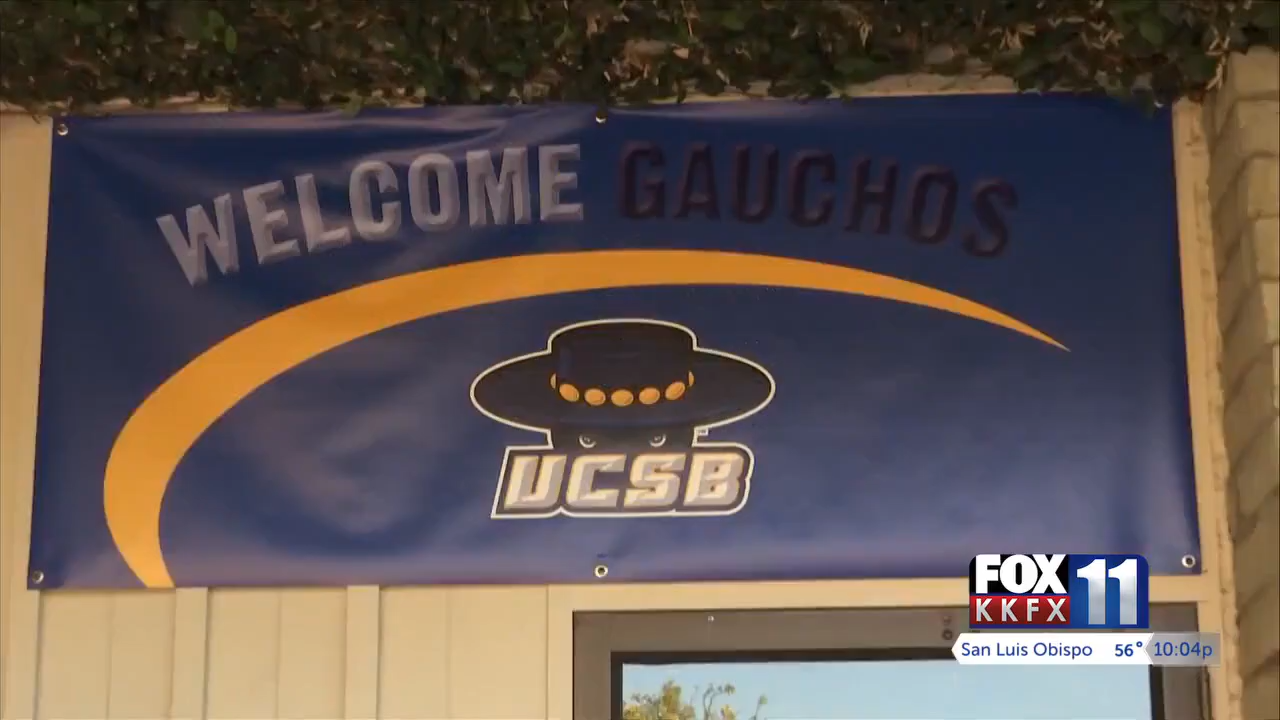 WELCOME GAUCHOS
UCSB
FOX 11
KKFX
San Luis Obispo 56° 10:04p